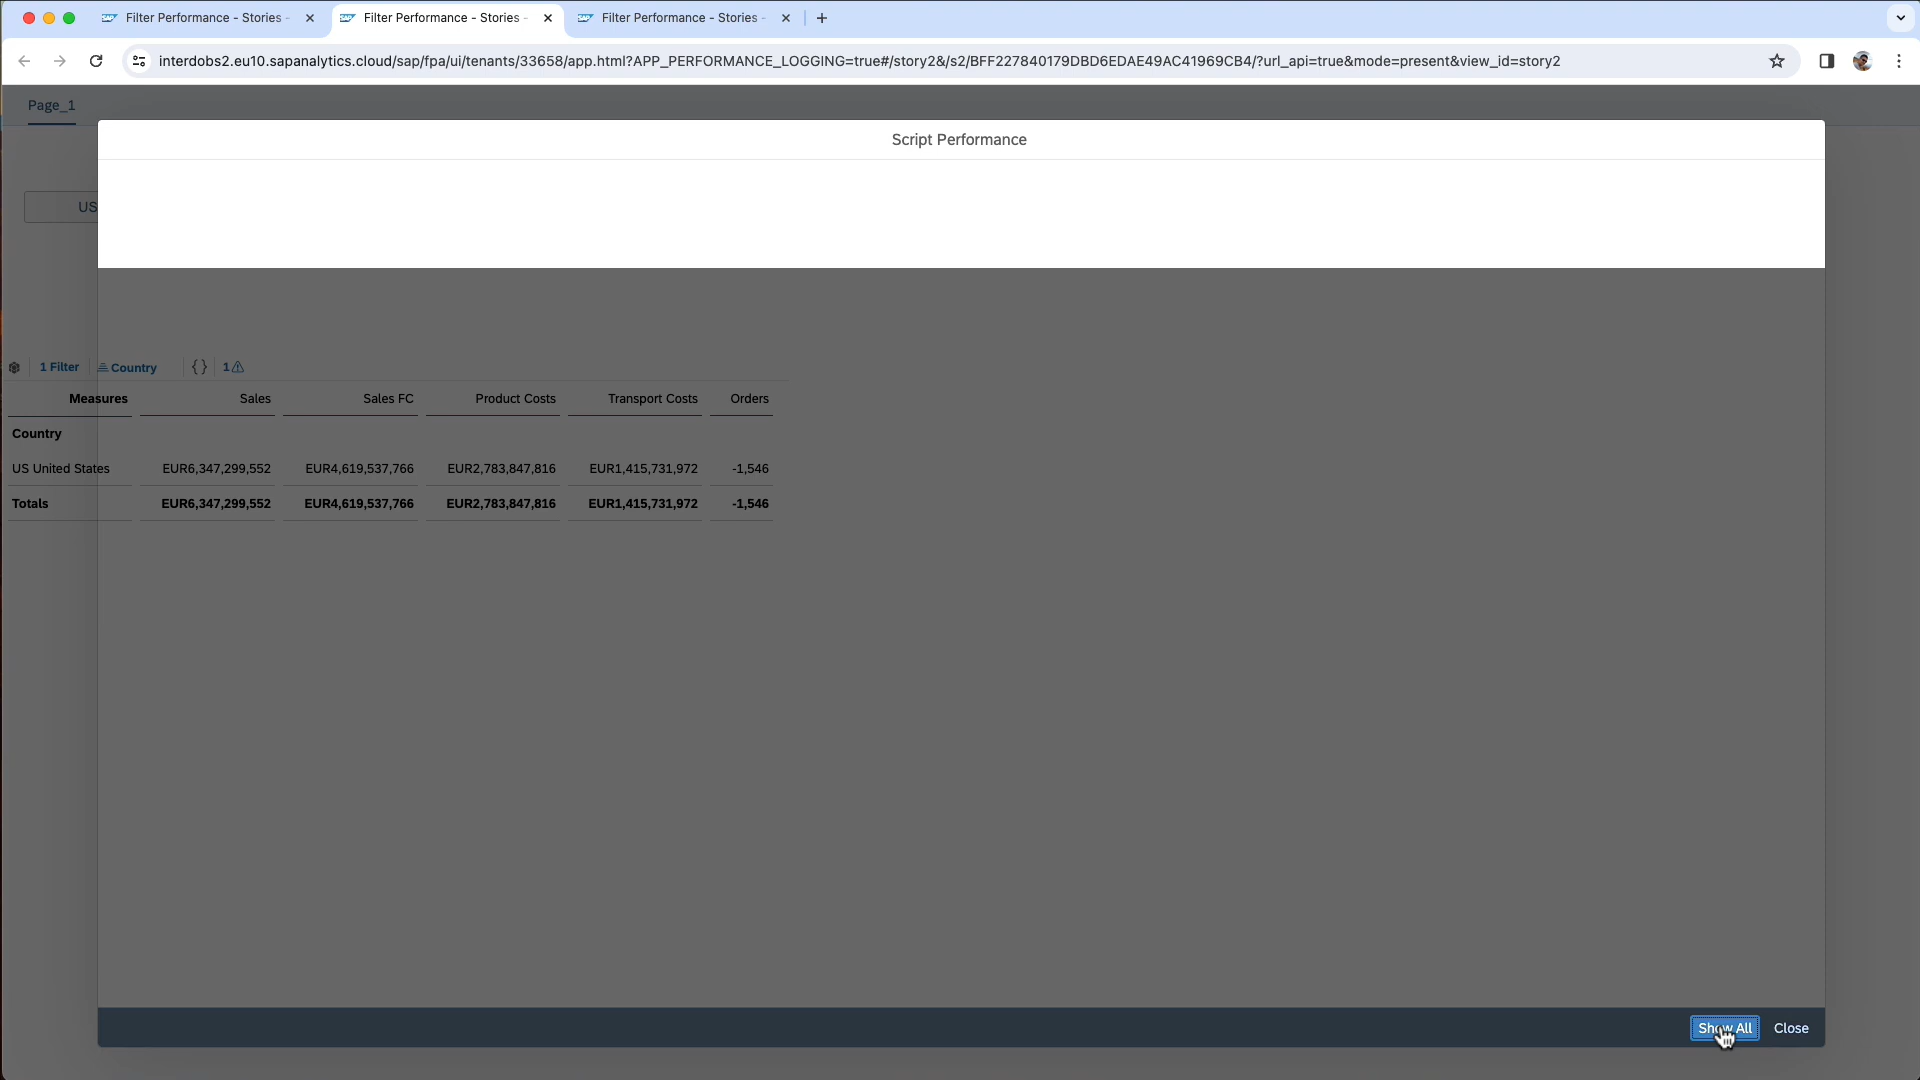 Filter Performance - Stories -
Filter Performance - Stories -
Filter Performance - Stories -
interdobs2.eu10.sapanalytics.cloud/sap/fpa/ui/tenants/33658/app.html?APP_PERFORMANCE_LOGGING=true#/story2&/s2/BFF227840179DBD6EDAE49AC41969CB4/?url_api=true&mode=present&view_id=story2
Page_1
Script Performance
US
1 Filter Country { } 1
Measures Sales Sales FC Product Costs Transport Costs Orders
Country
US United States EUR6,347,299,552 EUR4,619,537,766 EUR2,783,847,816 EUR1,415,731,972 -1,546
Totals EUR6,347,299,552 EUR4,619,537,766 EUR2,783,847,816 EUR1,415,731,972 -1,546
Show All Close